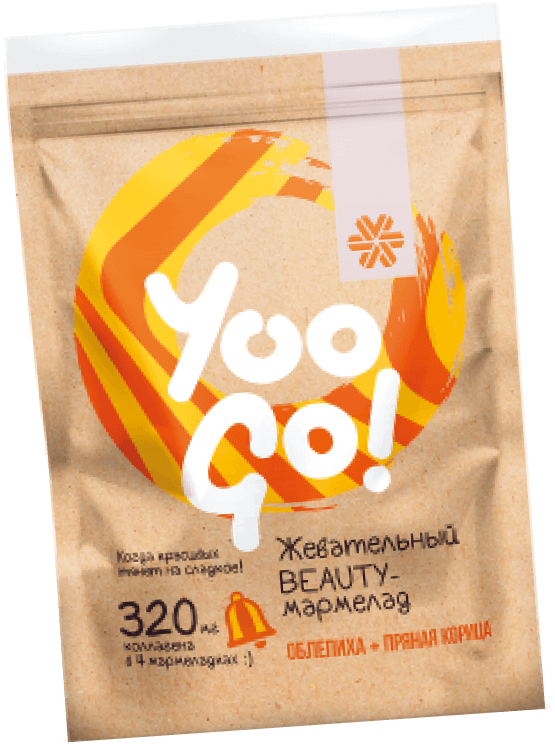 Yoo
Go!
Когда красивых
тянет на сладкое!
320 мг
коллагена
в 4 мармеладках :)
Жевательный
BEAUTY-
мармелад
ОБЛЕПИХА + ПРЯНАЯ КОРИЦА